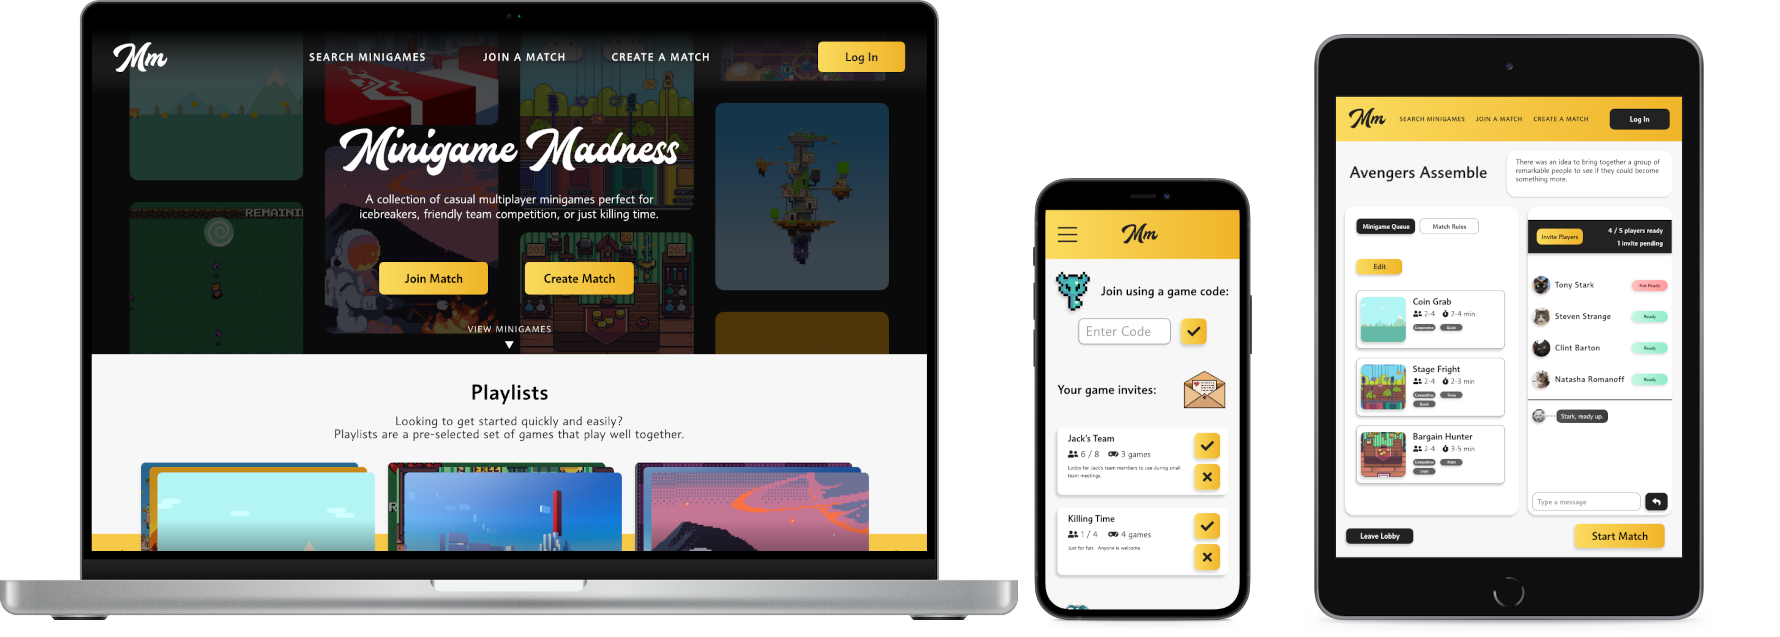 Mm
SEARCH MINIGAMES
JOIN A MATCH
CREATE A MATCH
Log In
REMAINI
Minigame Madness
A collection of casual multiplayer minigames perfect for
icebreakers, friendly team competition, or just killing time.
Join Match
Create Match
VIEW MINIGAMES
Playlists
Looking to get started quickly and easily?
Playlists are a pre-selected set of games that play well together.
Mm
Join using a game code:
Enter Code
Your game invites:
Jack's Team
6 / 8
3 games
Lobby for Jack's team members to use during small
team meetings.
Killing Time
1 / 4
4 games
Just for fun. Anyone is welcome.
Mm
SEARCH MINIGAMES
JOIN A MATCH
CREATE A MATCH
Log In
Avengers Assemble
There was an idea to bring together a group of
remarkable people to see if they could become
something more.
Minigame Queue
Match Rules
Edit
Coin Grab
2-4
2-4 min
Cooperative
Quick
Stage Fright
2-4
2-3 min
Competitive
Quick
Bargain Hunter
2-4
3-5 min
Competitive
Math
Logic
Leave Lobby
Invite Players
4 / 5 players ready
1 invite pending
Tony Stark
Not Ready
Steven Strange
Ready
Clint Barton
Ready
Natasha Romanoff
Ready
Stark, ready up.
Type a message
Start Match